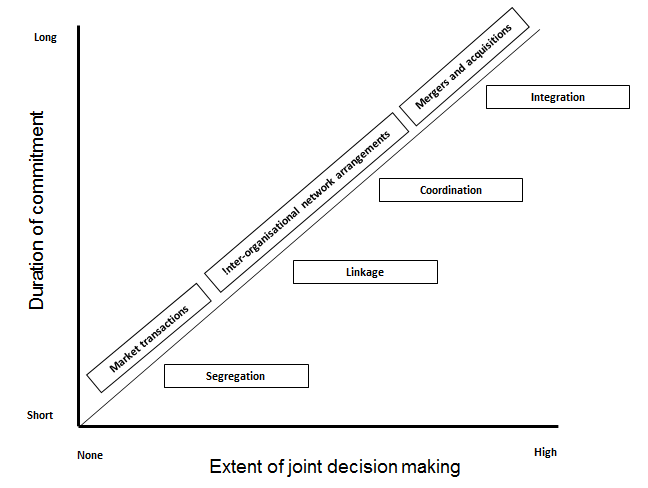 Long
Mergers and acquisitions
Integration
Inter-organisational network arrangements
Coordination
Duration of commitment
Linkage
Market transactions
Segregation
Short
None
High
Extent of joint decision making